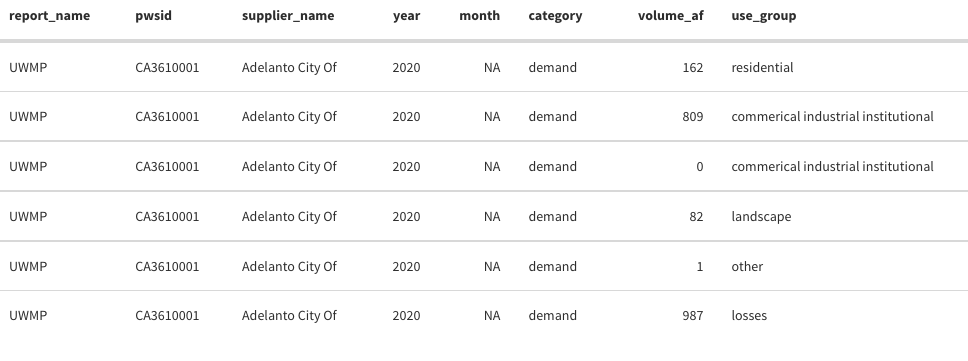 report_name pwsid supplier_name year month category volume_af use_group
UWMP CA3610001 Adelanto City Of 2020 NA demand 162 residential
UWMP CA3610001 Adelanto City Of 2020 NA demand 809 commerical industrial institutional
UWMP CA3610001 Adelanto City Of 2020 NA demand 0 commerical industrial institutional
UWMP CA3610001 Adelanto City Of 2020 NA demand 82 landscape
UWMP CA3610001 Adelanto City Of 2020 NA demand 1 other
UWMP CA3610001 Adelanto City Of 2020 NA demand 987 losses